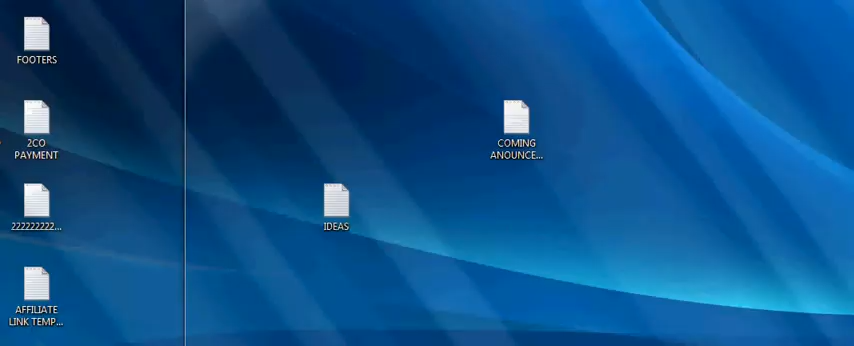 FOOTERS
2CO
PAYMENT
222222222...
AFFILIATE
LINK TEMP...
IDEAS
COMING
ANOUNCE...